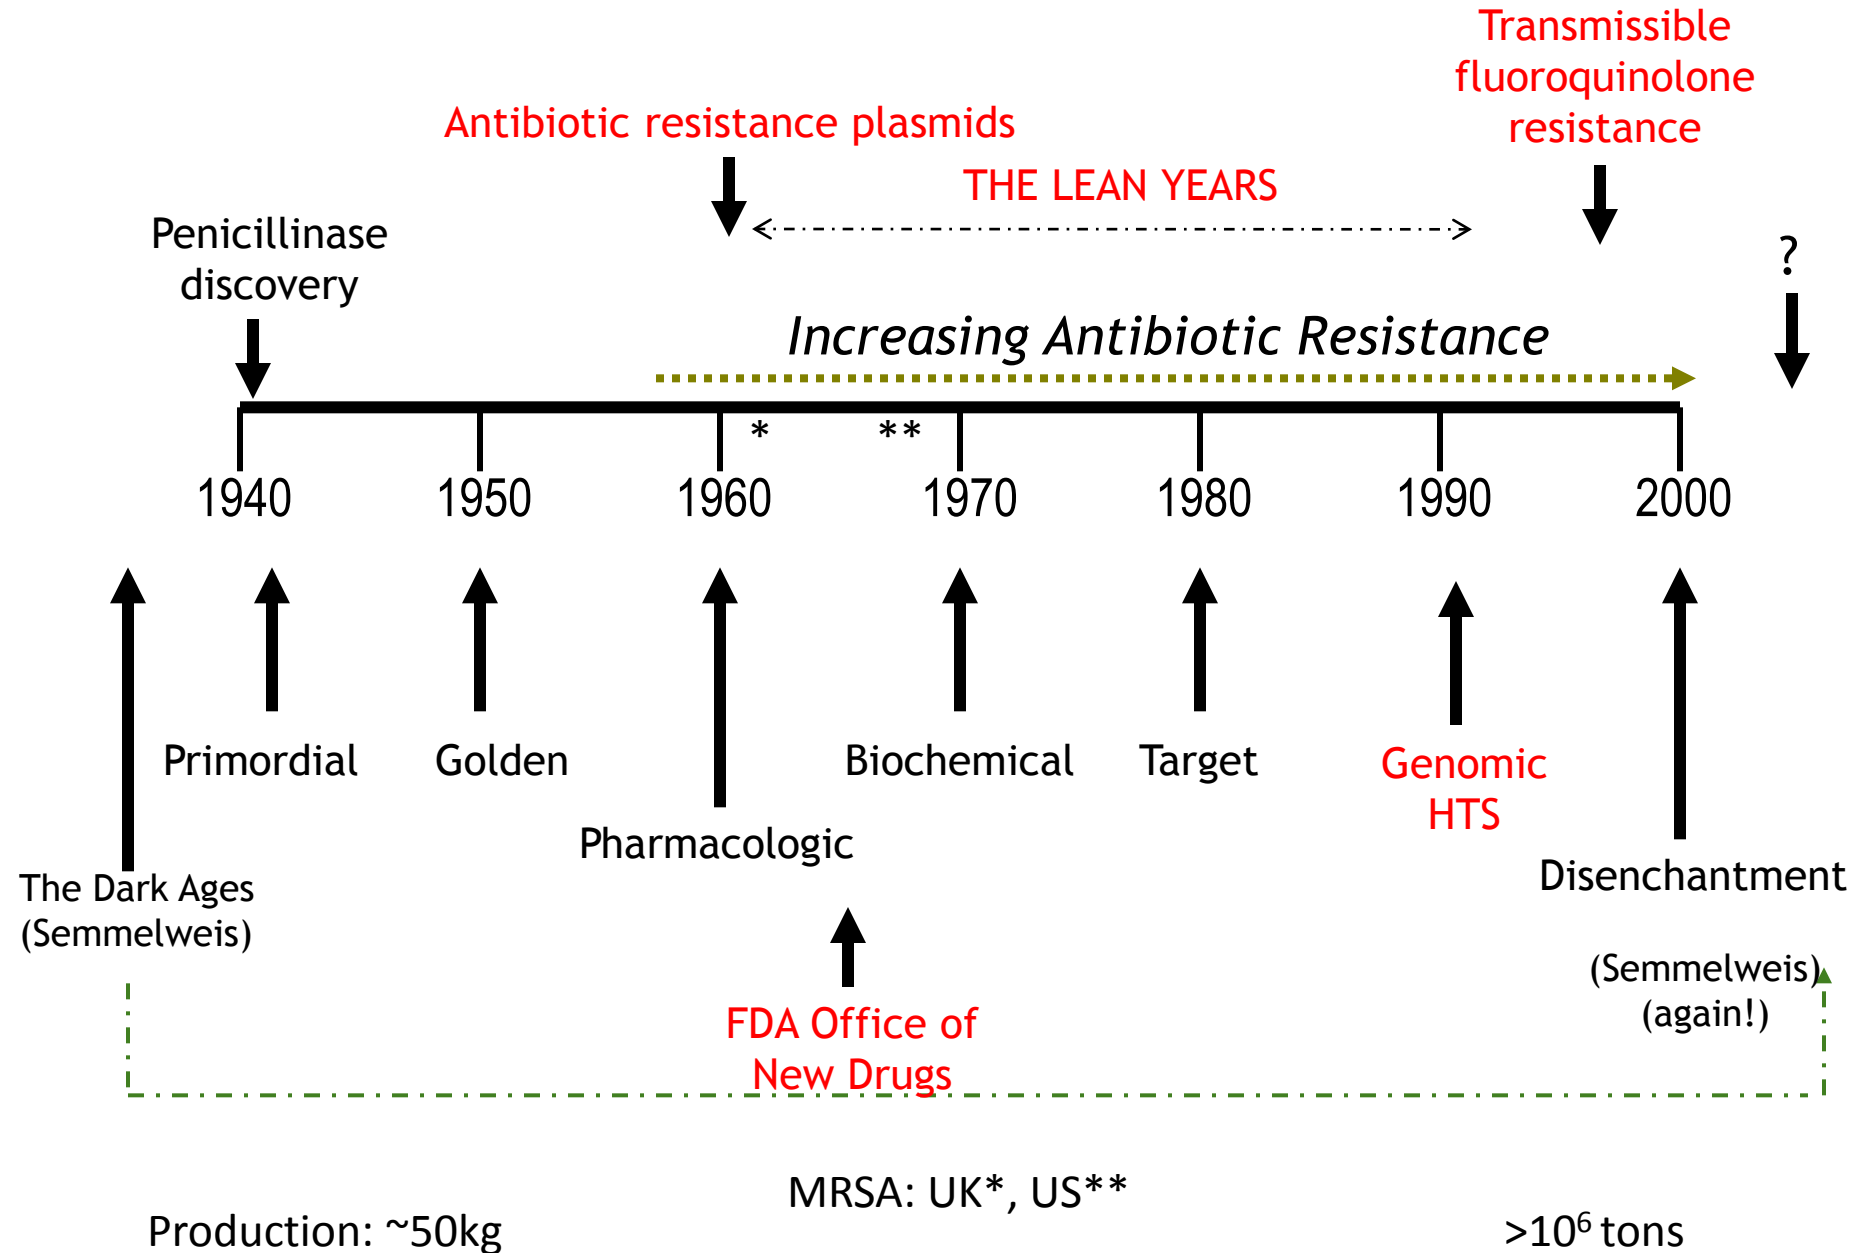 Transmissible
fluoroquinolone
resistance
Antibiotic resistance plasmids
THE LEAN YEARS
Penicillinase
discovery
?
Increasing Antibiotic Resistance
* **
1940 1950 1960 1970 1980 1990 2000
Primordial Golden Biochemical Target Genomic
HTS
Pharmacologic
The Dark Ages
(Semmelweis)
Disenchantment
(Semmelweis)
(again!)
FDA Office of
New Drugs
MRSA: UK*, US**
Production: ~50kg >10⁶ tons